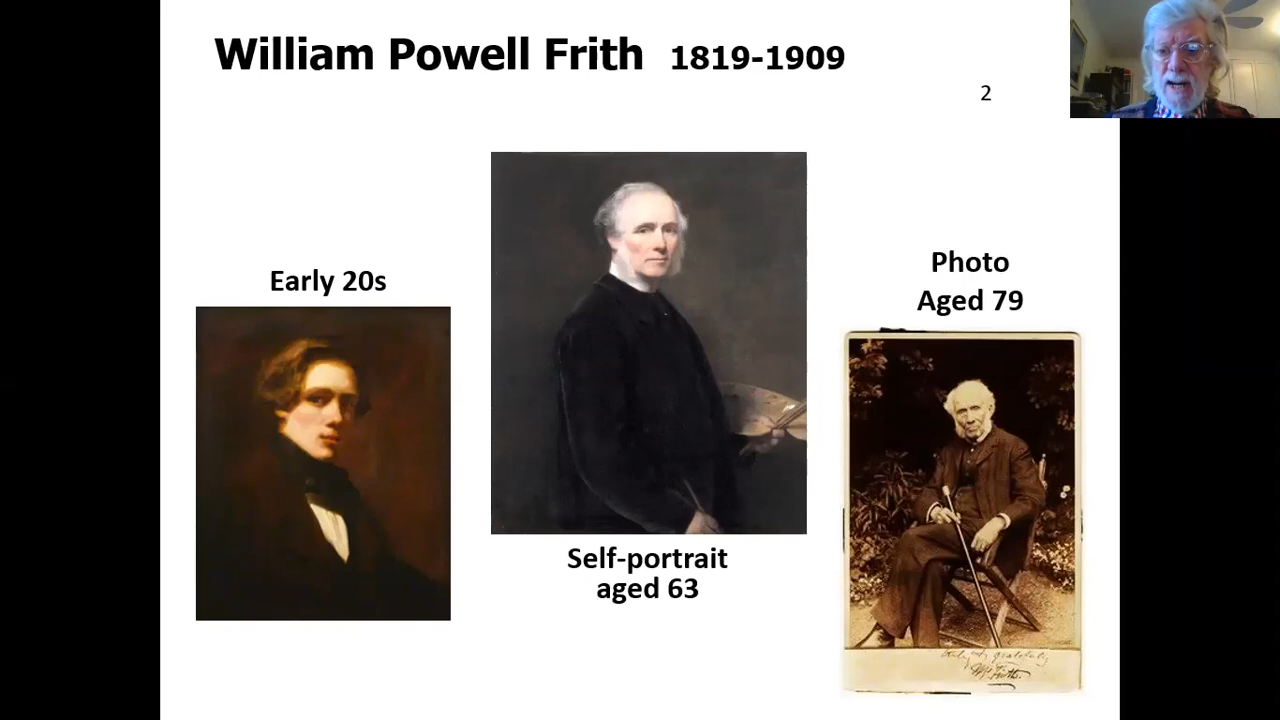 William Powell Frith 1819-1909
2
Early 20s
Self-portrait
aged 63
Photo
Aged 79